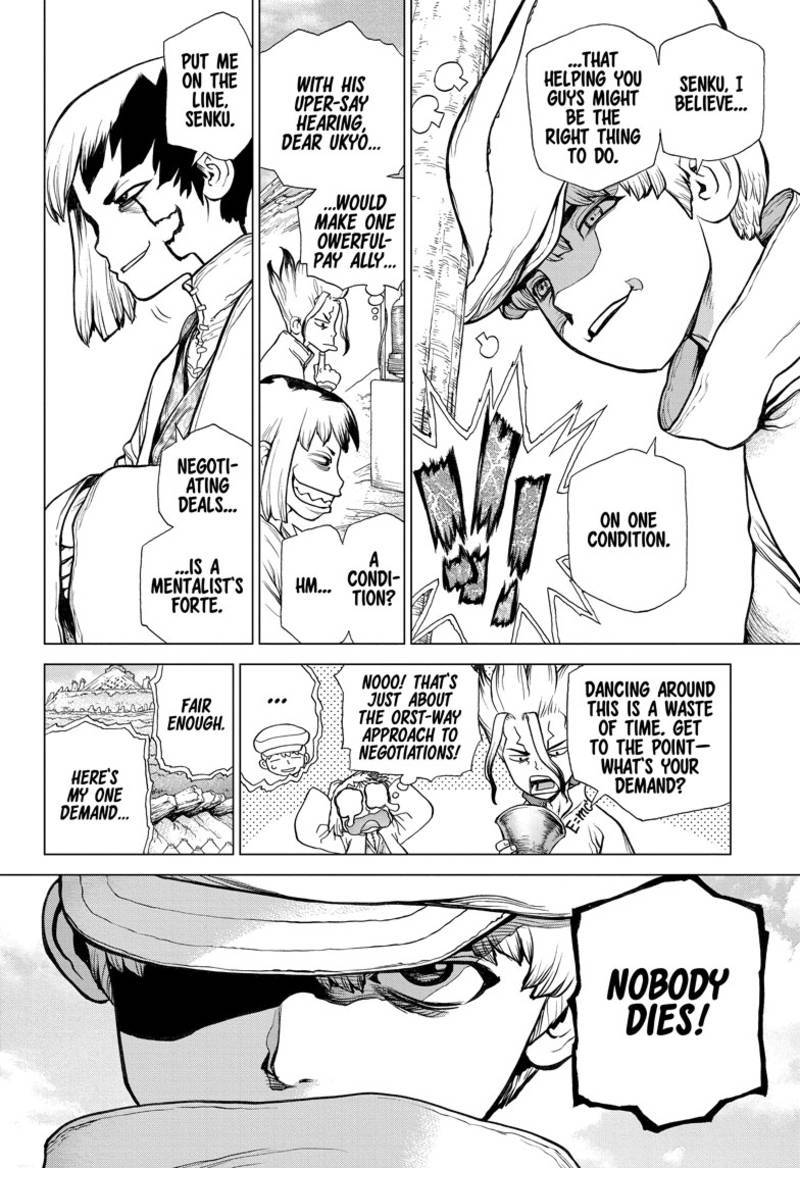 SENKU, I
BELIEVE...
...THAT
HELPING YOU
GUYS MIGHT
BE THE
RIGHT THING
TO DO.
ON ONE
CONDITION.
WITH HIS
UPER-SAY
HEARING,
DEAR UKYO...
...WOULD
MAKE ONE
OWERFUL-
PAY ALLY...
A
CONDI-
TION?
HM...
PUT ME
ON THE
LINE,
SENKU.
NEGOTI-
ATING
DEALS...
...IS A
MENTALIST'S
FORTE.
DANCING AROUND
THIS IS A WASTE
OF TIME. GET
TO THE POINT—
WHAT'S YOUR
DEMAND?
E=mc²
NOOO! THAT'S
JUST ABOUT
THE ORST-WAY
APPROACH TO
NEGOTIATIONS!
...
FAIR
ENOUGH.
HERE'S
MY ONE
DEMAND...
NOBODY
DIES!